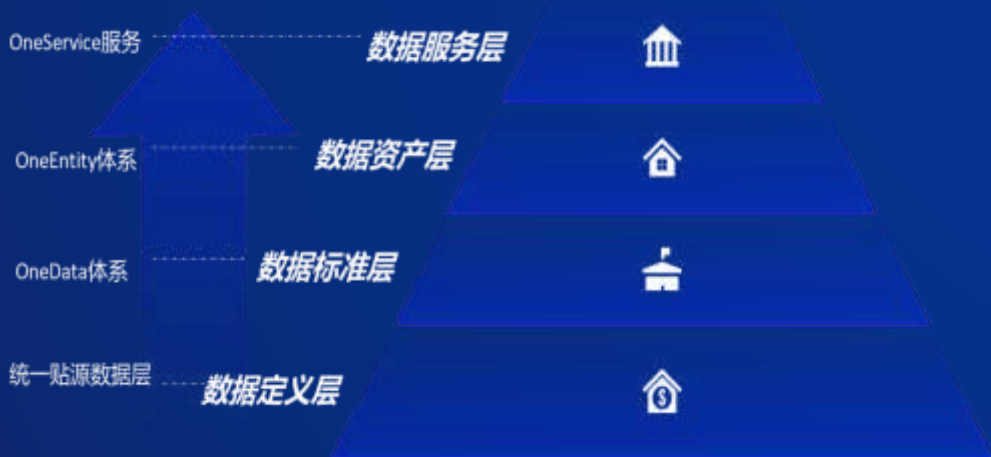 OneService服务
数据服务层
OneEntity体系
数据资产层
OneData体系
数据标准层
统一贴源数据层
数据定义层